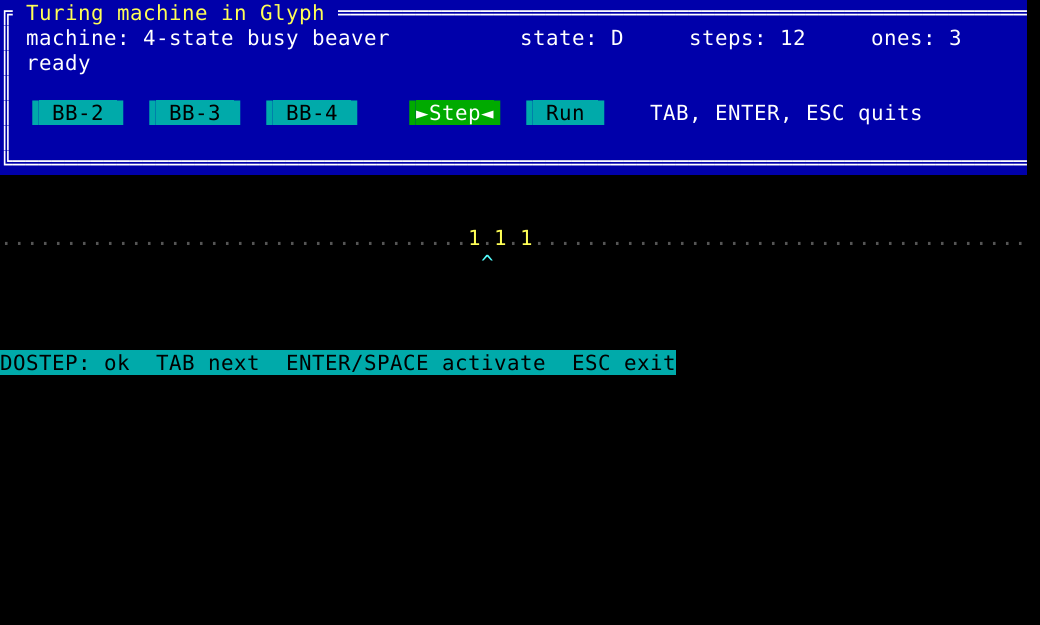 Turing machine in Glyph
machine: 4-state busy beaver state: D steps: 12 ones: 3
ready
BB-2 BB-3 BB-4 ►Step◄ Run TAB, ENTER, ESC quits
....................................1.1.1......................................
^
DOSTEP: ok TAB next ENTER/SPACE activate ESC exit